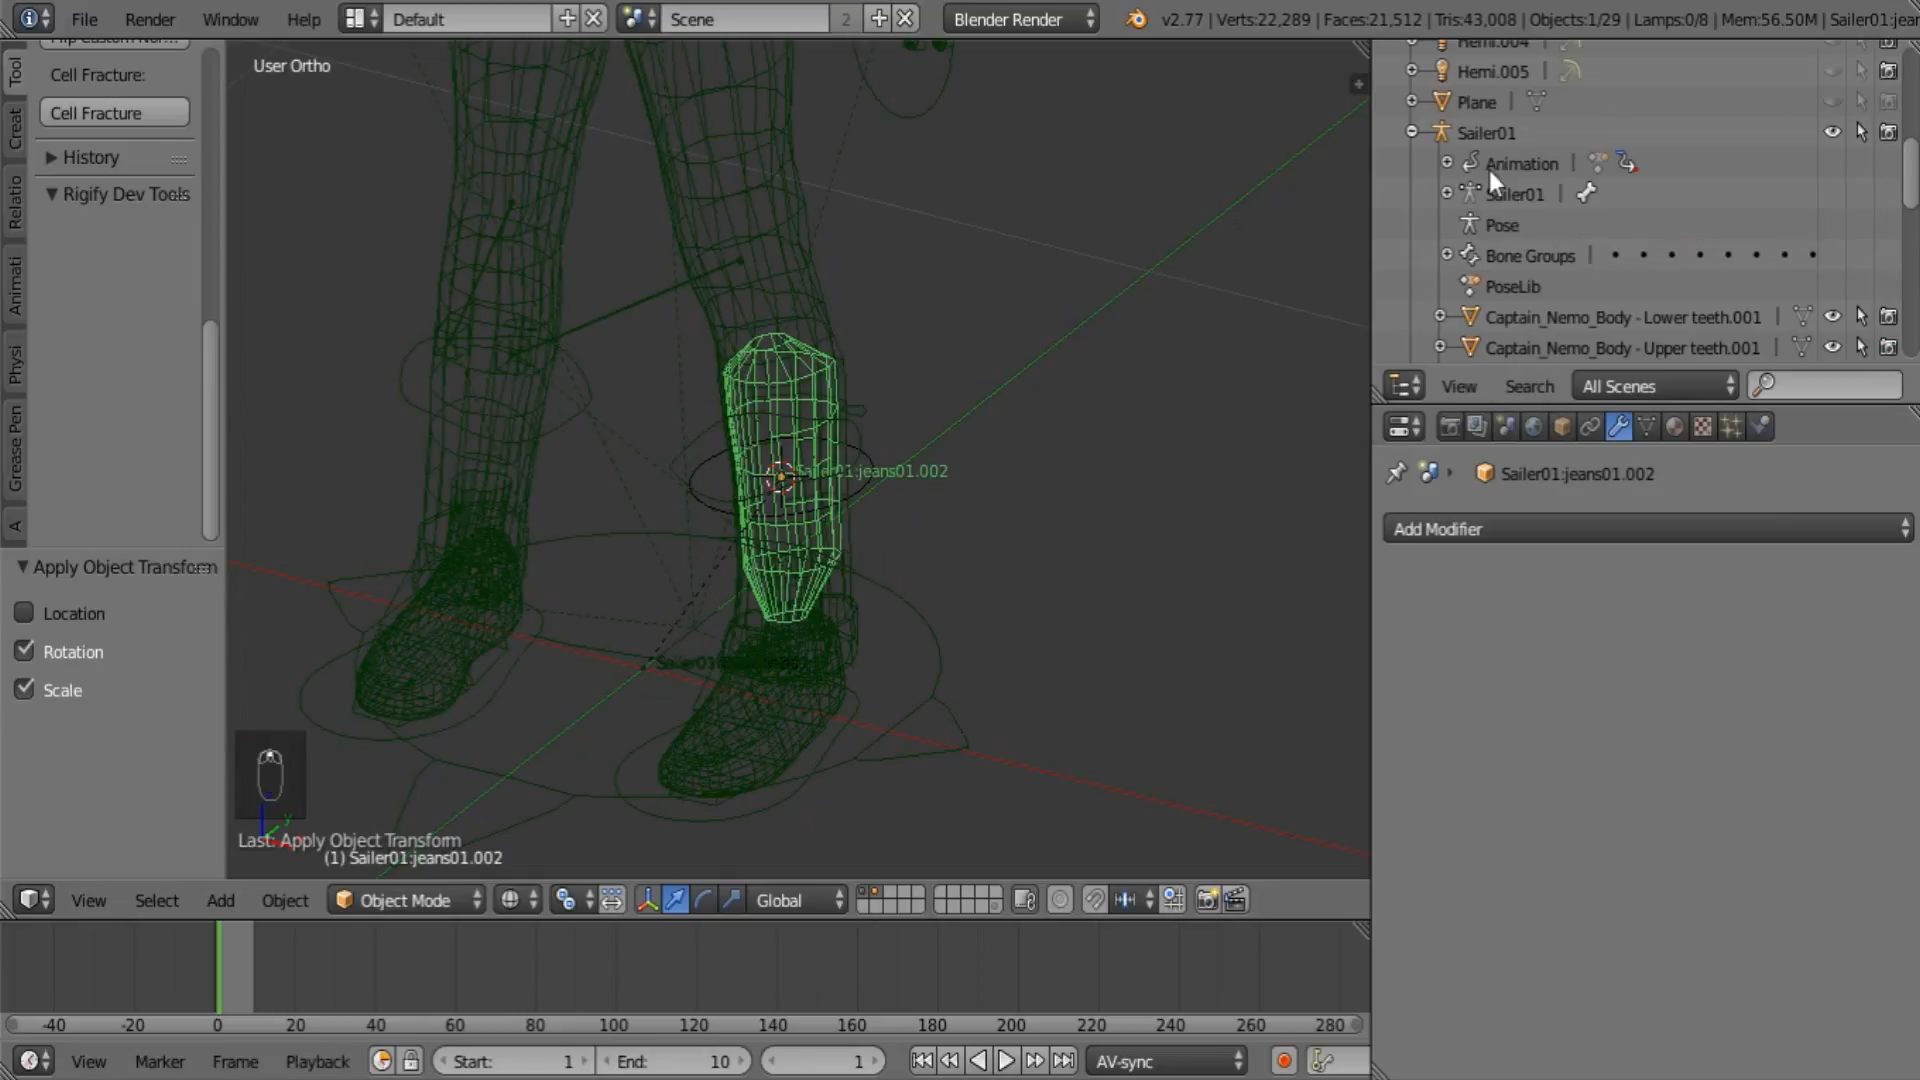 File Render Window Help Default Scene 2 Blender Render v2.77 | Verts:22,289 | Faces:21,512 | Tris:43,008 | Objects:1/29 | Lamps:0/8 | Mem:56.50M | Sailer01:jean
Cell Fracture:
Cell Fracture
History
Rigify Dev Tools
Tool
Creat
Relatio
Animati
Physi
Grease Pen
A
Apply Object Transform
Location
Rotation
Scale
User Ortho
Sailer01:jeans01.002
Last: Apply Object Transform
(1) Sailer01:jeans01.002
Hemi.004
Hemi.005
Plane
Sailer01
Animation
Sailer01
Pose
Bone Groups
PoseLib
Captain_Nemo_Body - Lower teeth.001
Captain_Nemo_Body - Upper teeth.001
View Search All Scenes
Sailer01:jeans01.002
Add Modifier
View Select Add Object Object Mode Global
-40 -20 0 20 40 60 80 100 120 140 160 180 200 220 240 260 280
View Marker Frame Playback Start: 1 End: 10 1 AV-sync